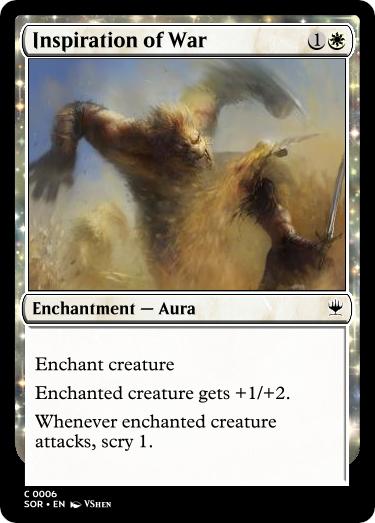 Inspiration of War 1
Enchantment — Aura
Enchant creature
Enchanted creature gets +1/+2.
Whenever enchanted creature
attacks, scry 1.
C 0006
SOR • EN VShen